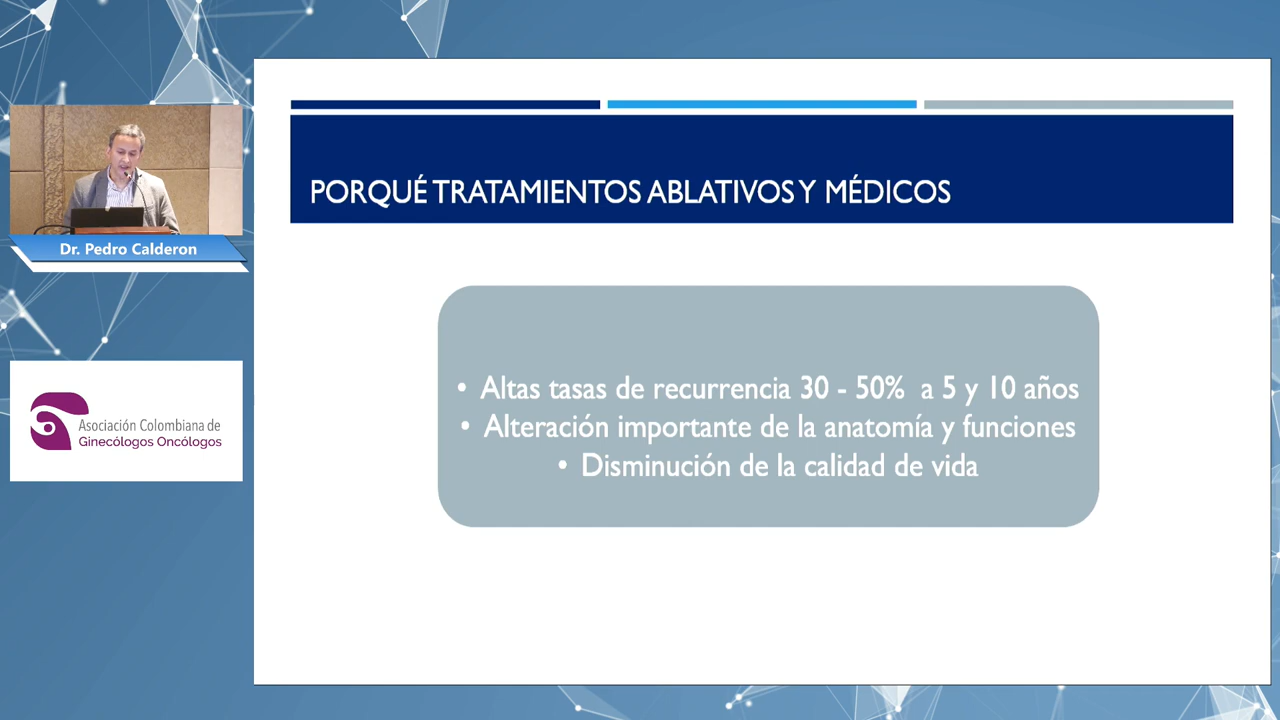 PORQUÉ TRATAMIENTOS ABLATIVOS Y MÉDICOS
Dr. Pedro Calderon
• Altas tasas de recurrencia 30 - 50% a 5 y 10 años
• Alteración importante de la anatomía y funciones
• Disminución de la calidad de vida
Asociación Colombiana de
Ginecólogos Oncólogos